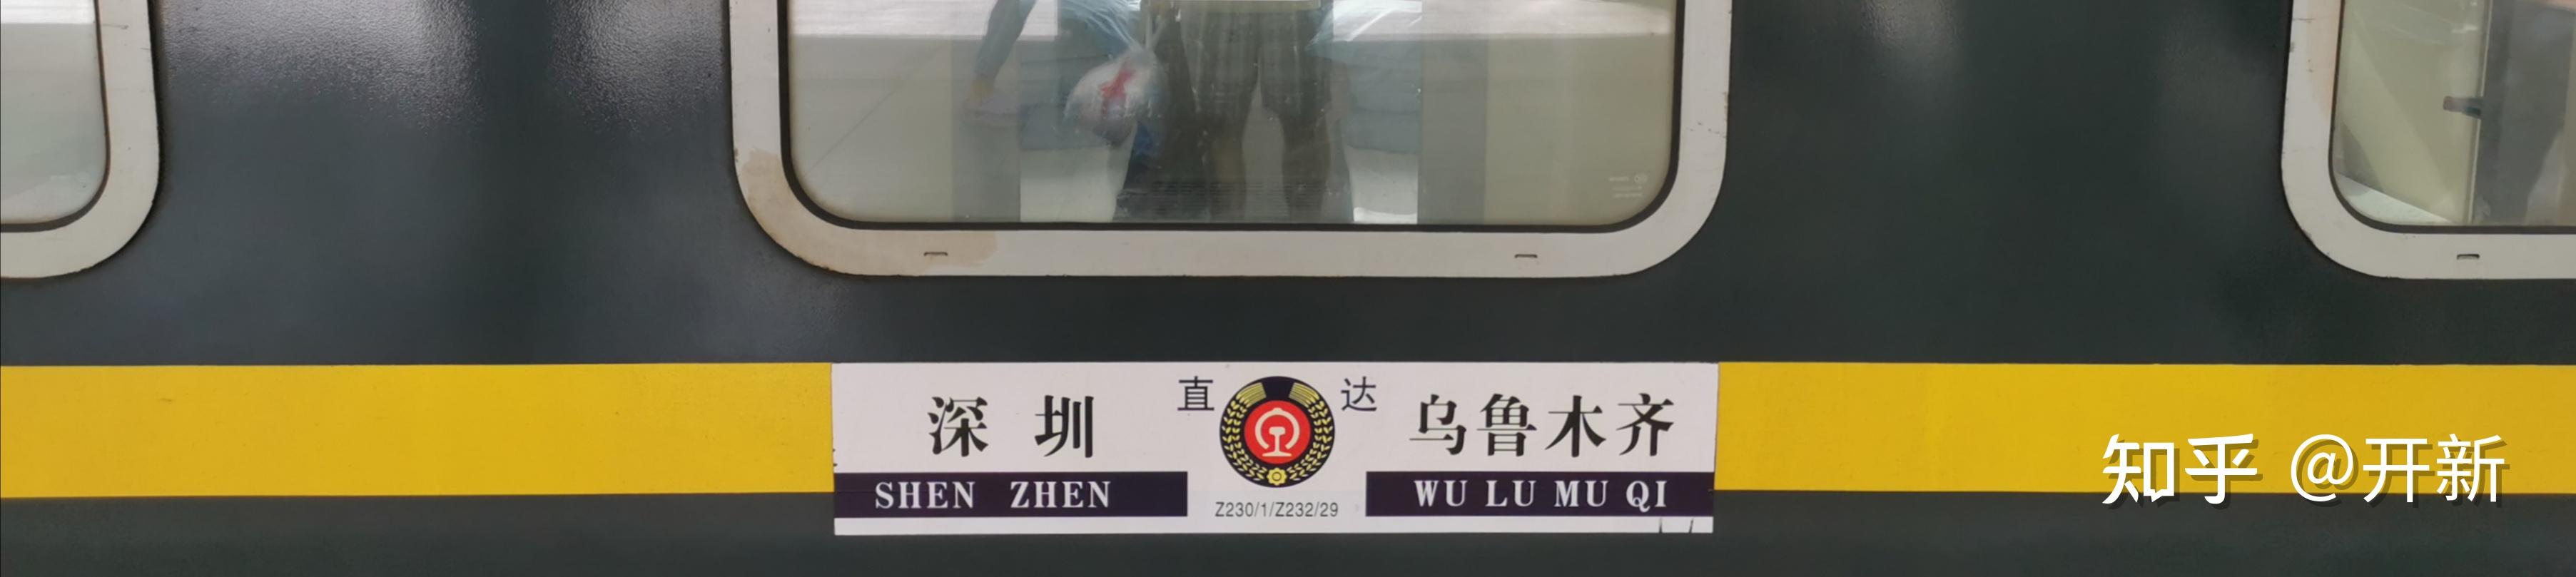 直 达
深 圳
乌鲁木齐
SHEN ZHEN
WU LU MU QI
Z230/1/Z232/29
知乎 @开新